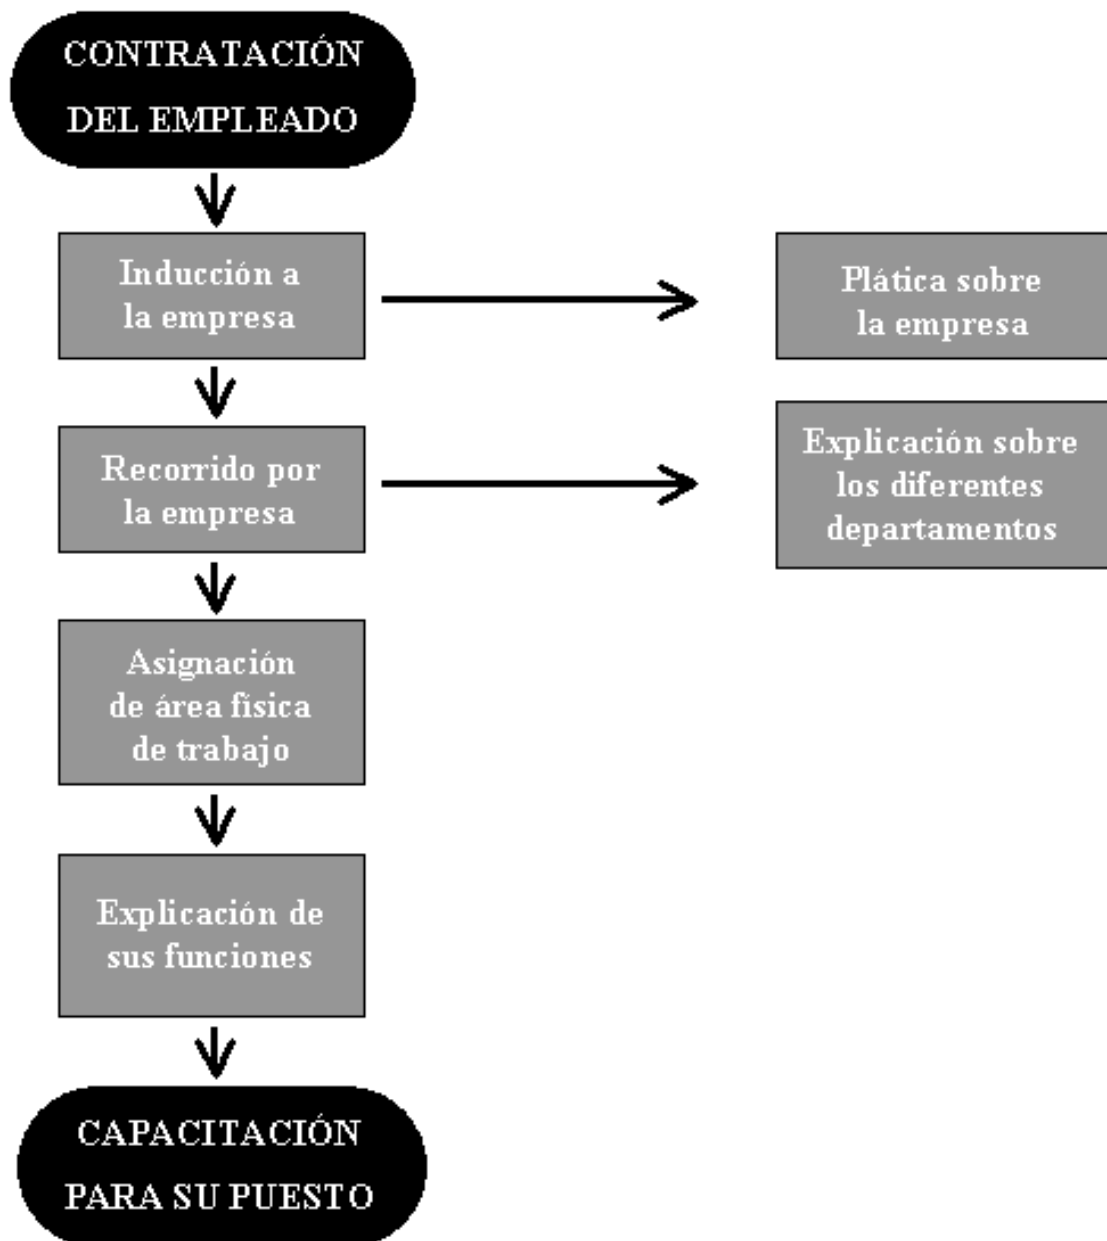 CONTRATACIÓN
DEL EMPLEADO
Inducción a
la empresa
Plática sobre
la empresa
Recorrido por
la empresa
Explicación sobre
los diferentes
departamentos
Asignación
de área física
de trabajo
Explicación de
sus funciones
CAPACITACIÓN
PARA SU PUESTO